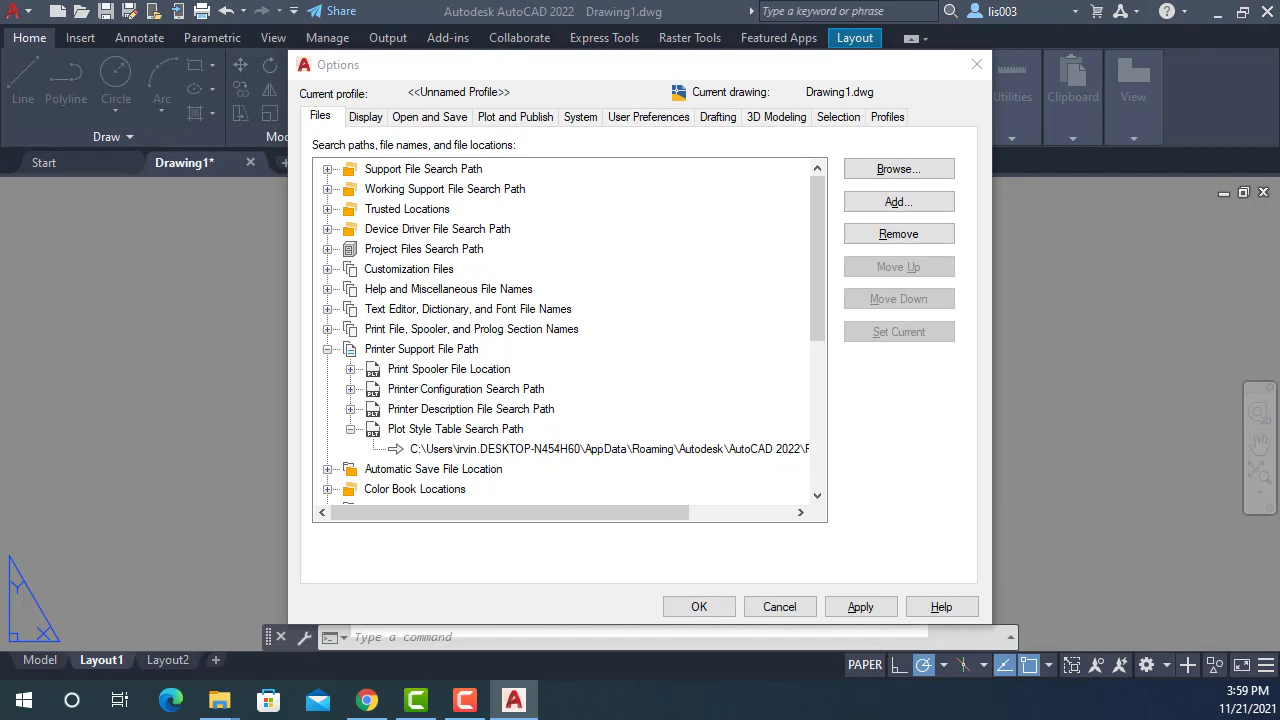 Share
Autodesk AutoCAD 2022 Drawing1.dwg
Type a keyword or phrase
lis003
Home Insert Annotate Parametric View Manage Output Add-ins Collaborate Express Tools Raster Tools Featured Apps Layout
Line Polyline Circle Arc
Utilities Clipboard View
Draw
Start
Drawing1*
Options
Current profile: <<Unnamed Profile>> Current drawing: Drawing1.dwg
Files Display Open and Save Plot and Publish System User Preferences Drafting 3D Modeling Selection Profiles
Search paths, file names, and file locations:
Support File Search Path
Working Support File Search Path
Trusted Locations
Device Driver File Search Path
Project Files Search Path
Customization Files
Help and Miscellaneous File Names
Text Editor, Dictionary, and Font File Names
Print File, Spooler, and Prolog Section Names
Printer Support File Path
Print Spooler File Location
Printer Configuration Search Path
Printer Description File Search Path
Plot Style Table Search Path
C:\Users\irvin.DESKTOP-N454H60\AppData\Roaming\Autodesk\AutoCAD 2022\
Automatic Save File Location
Color Book Locations
Browse...
Add...
Remove
Move Up
Move Down
Set Current
OK Cancel Apply Help
Y
X
Type a command
Model Layout1 Layout2
PAPER
3:59 PM
11/21/2021